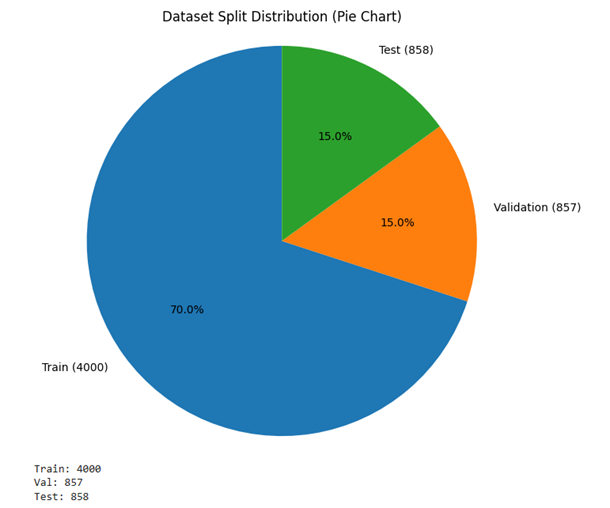 Dataset Split Distribution (Pie Chart)
Test (858)
15.0%
Validation (857)
15.0%
70.0%
Train (4000)
Train: 4000
Val: 857
Test: 858